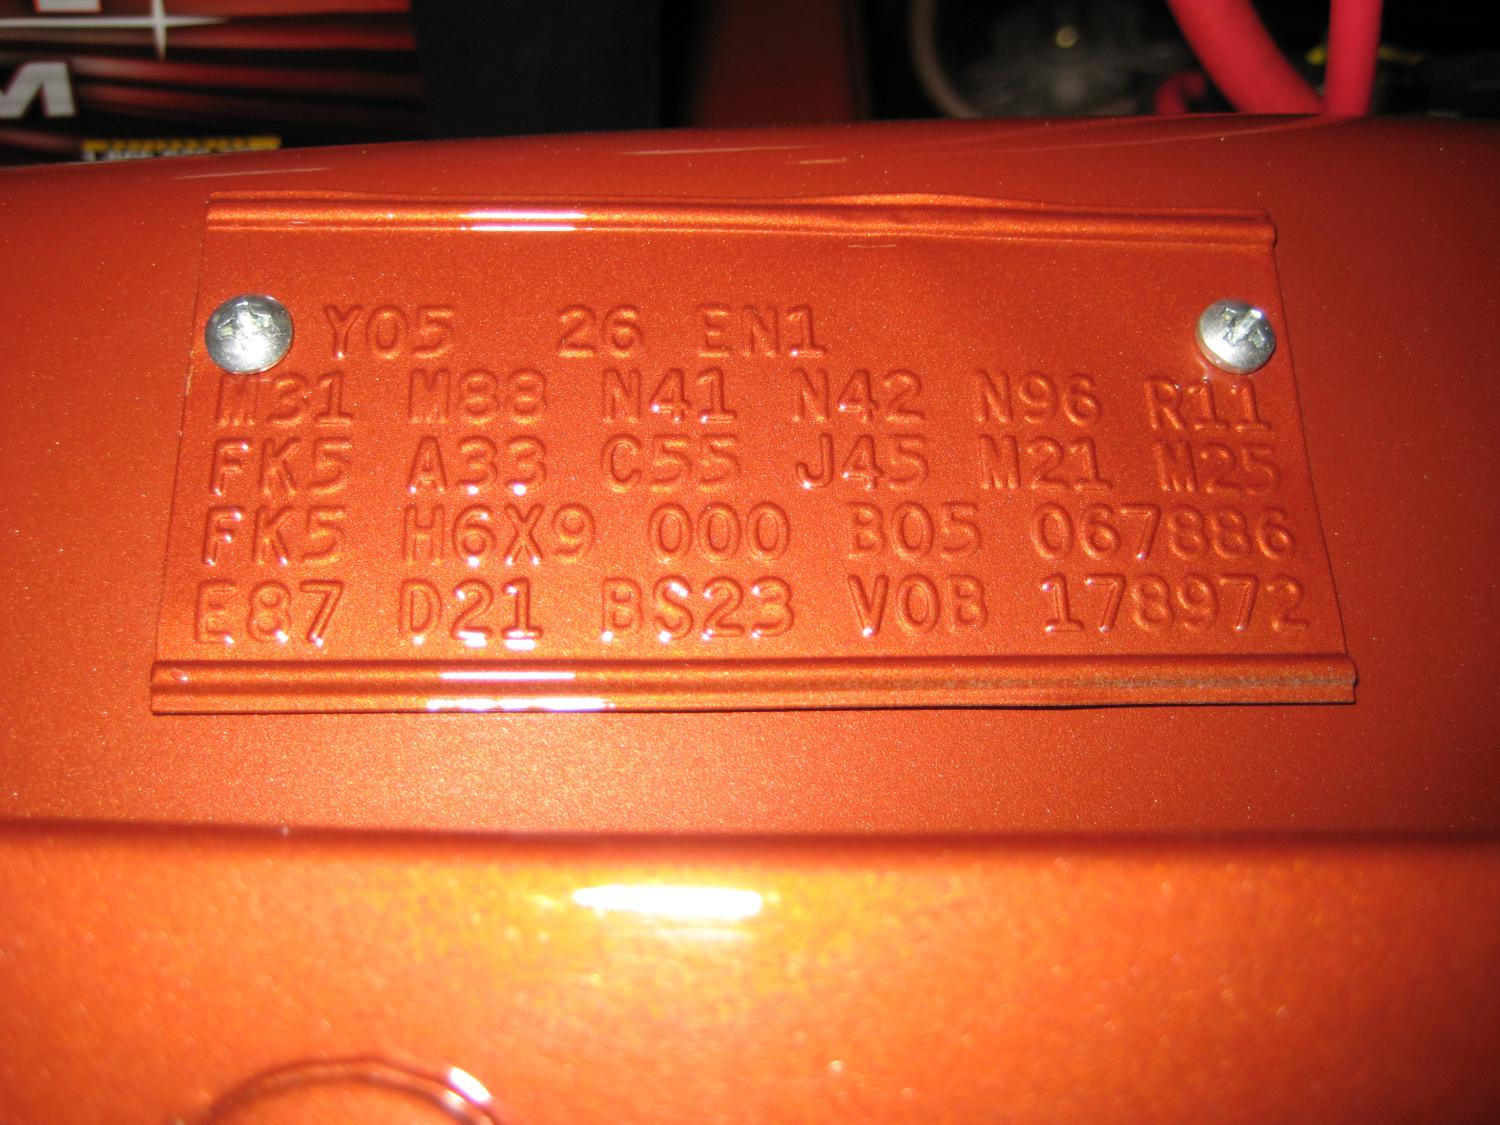 M
Y05 26 EN1
M31 M88 N41 N42 N96 R11
FK5 A33 C55 J45 M21 M25
FK5 H6X9 000 B05 067886
E87 D21 BS23 V0B 178972